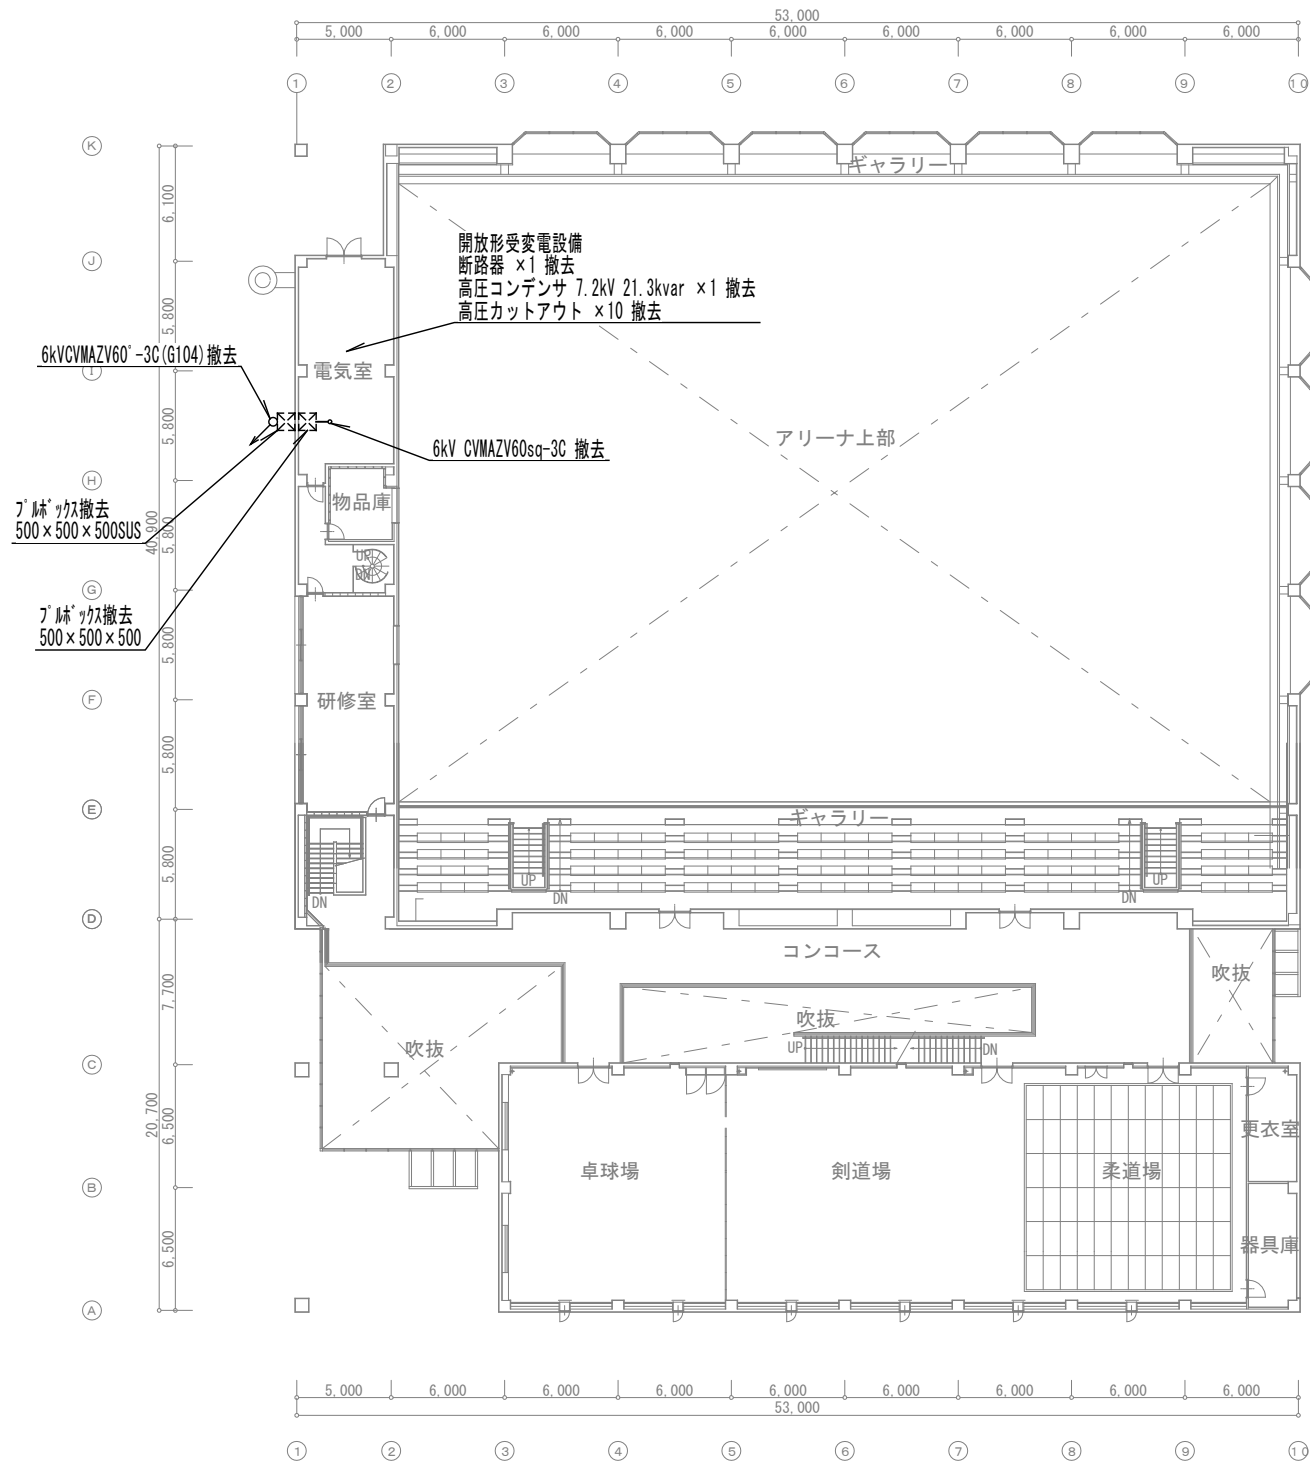 53,000
5,000 6,000 6,000 6,000 6,000 6,000 6,000 6,000 6,000
1 2 3 4 5 6 7 8 9 10
K
ギャラリー
6,100
開放形受変電設備
断路器 ×1 撤去
高圧コンデンサ 7.2kV 21.3kvar ×1 撤去
高圧カットアウト ×10 撤去
J
5,800
6kVCVMAZV60゜-3C(G104)撤去
I
電気室
5,800
アリーナ上部
6kV CVMAZV60sq-3C 撤去
H
物品庫
プルボックス撤去
500×500×500SUS
40,900
5,800
UP
DN
G
プルボックス撤去
500×500×500
5,800
F
研修室
5,800
E
ギャラリー
5,800
UP
UP
DN
DN
DN
D
コンコース
吹抜
7,700
吹抜
吹抜
UP
DN
C
20,700
6,500
更衣室
卓球場
剣道場
柔道場
B
6,500
器具庫
A
5,000 6,000 6,000 6,000 6,000 6,000 6,000 6,000 6,000
53,000
1 2 3 4 5 6 7 8 9 10